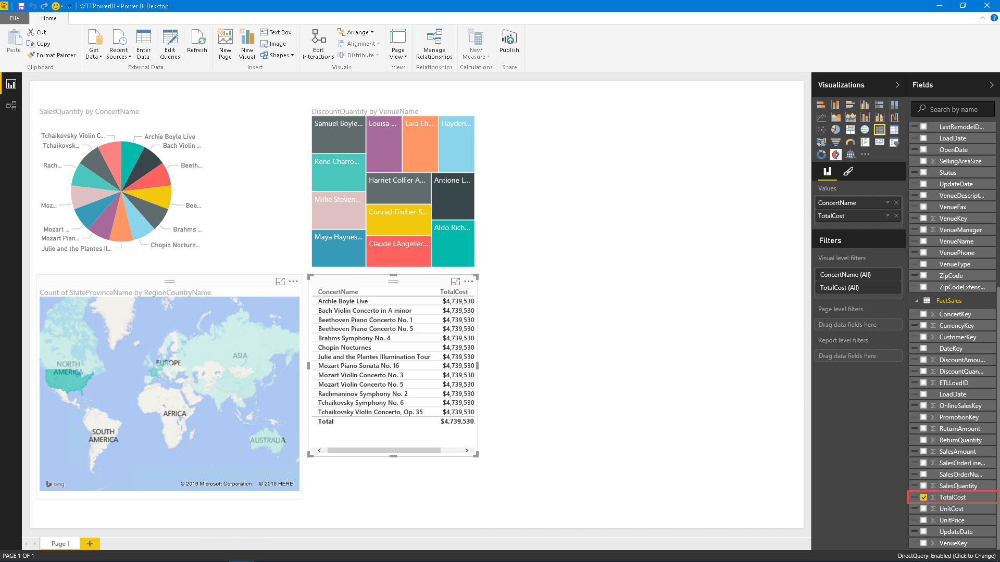 WTTPowerBI - Power BI Desktop
File
Home
Paste
Cut
Copy
Format Painter
Clipboard
Get Data
Recent Sources
Enter Data
Edit Queries
Refresh
External Data
New Page
New Visual
Text Box
Image
Shapes
Insert
Edit Interactions
Arrange
Alignment
Distribute
Visuals
Page View
View
Manage Relationships
Relationships
New Measure
Calculations
Publish
Share
SalesQuantity by ConcertName
Tchaikovsky Violin C...
Archie Boyle Live
Tchaikovsk...
Bach Violin ...
Rach...
Beeth...
Moz...
Bee...
Mozart ...
Brahms ...
Mozart Pian...
Chopin Nocturn...
Julie and the Plantes Il...
DiscountQuantity by VenueName
Samuel Boyle...
Louisa ...
Lara Eh...
Hayden...
Rene Charro...
Harriet Collier A...
Antione L...
Millie Steven...
Conrad Fischer S...
Aldo Rich...
Maya Haynes...
Claude LAngelier...
Count of StateProvinceName by RegionCountryName
NORTH AMERICA
EUROPE
ASIA
AFRICA
SOUTH AMERICA
AUSTRALIA
bing
© 2016 Microsoft Corporation © 2016 HERE
ConcertName TotalCost
Archie Boyle Live $4,739,530
Bach Violin Concerto in A minor $4,739,530
Beethoven Piano Concerto No. 1 $4,739,530
Beethoven Piano Concerto No. 5 $4,739,530
Brahms Symphony No. 4 $4,739,530
Chopin Nocturnes $4,739,530
Julie and the Plantes Illumination Tour $4,739,530
Mozart Piano Sonata No. 16 $4,739,530
Mozart Violin Concerto No. 3 $4,739,530
Mozart Violin Concerto No. 5 $4,739,530
Rachmaninov Symphony No. 2 $4,739,530
Tchaikovsky Symphony No. 6 $4,739,530
Tchaikovsky Violin Concerto, Op. 35 $4,739,530
Total $4,739,530.
Visualizations
123
Values
ConcertName
TotalCost
Filters
Visual level filters
ConcertName (All)
TotalCost (All)
Page level filters
Drag data fields here
Report level filters
Drag data fields here
Fields
Search by name
LastRemodelD...
LoadDate
OpenDate
Σ SellingAreaSize
Status
UpdateDate
VenueDescript...
VenueFax
Σ VenueKey
Σ VenueManager
VenueName
VenuePhone
VenueType
ZipCode
ZipCodeExtens...
FactSales
Σ ConcertKey
Σ CurrencyKey
Σ CustomerKey
DateKey
Σ DiscountAmou...
Σ DiscountQuan...
Σ ETLLoadID
LoadDate
Σ OnlineSalesKey
Σ PromotionKey
Σ ReturnAmount
Σ ReturnQuantity
Σ SalesAmount
Σ SalesOrderLine...
SalesOrderNu...
Σ SalesQuantity
Σ TotalCost
Σ UnitCost
Σ UnitPrice
UpdateDate
Σ VenueKey
Page 1
PAGE 1 OF 1
DirectQuery: Enabled (Click to Change)